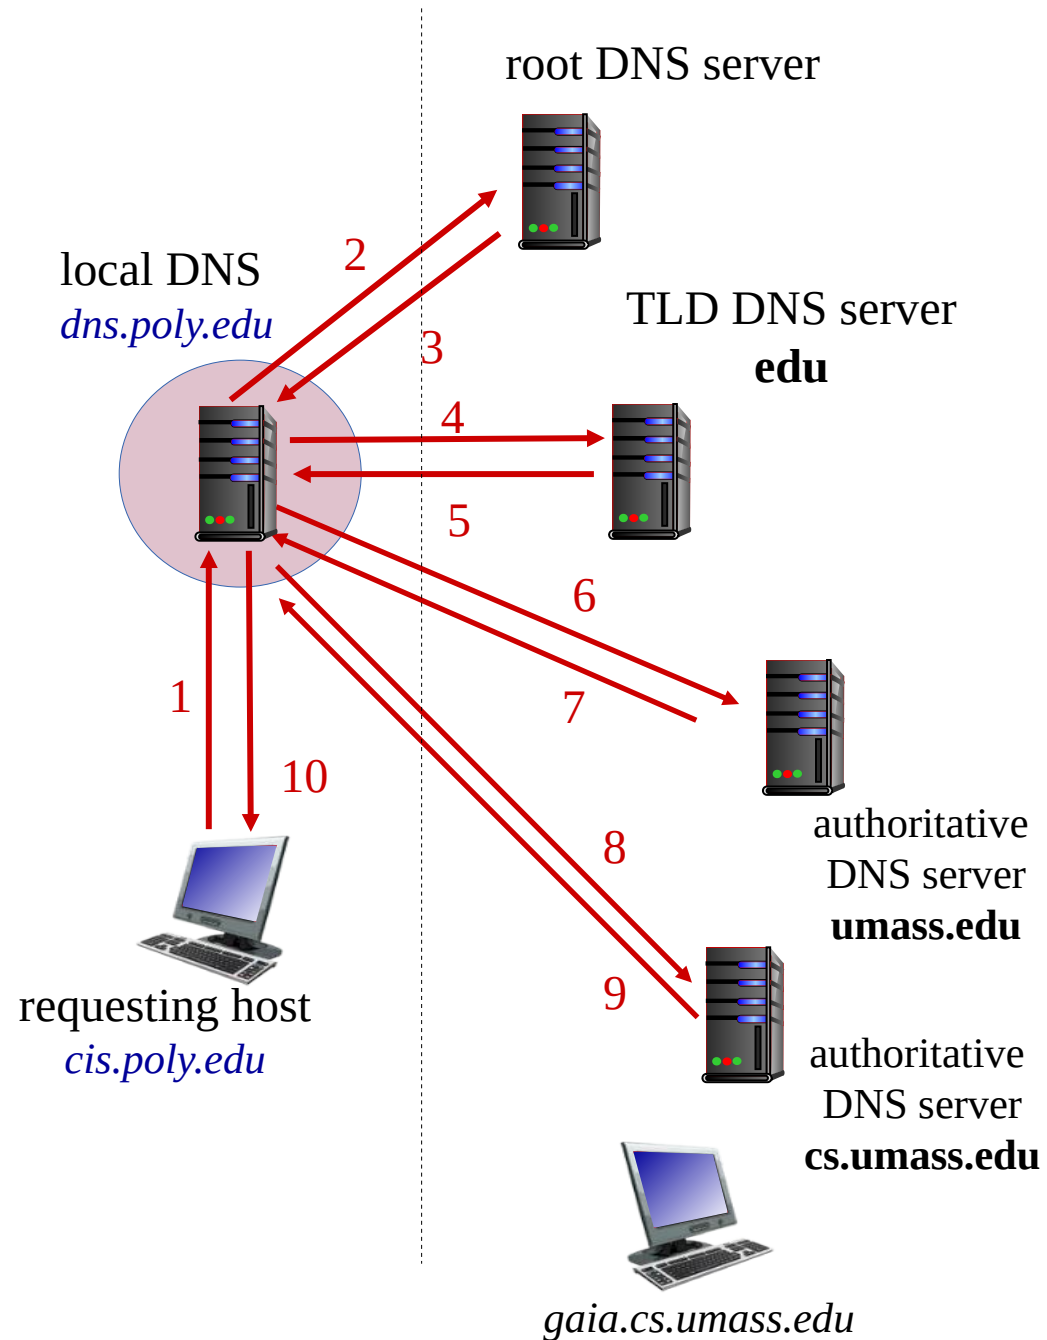 root DNS server
2
local DNS
dns.poly.edu
TLD DNS server
edu
3
4
5
6
7
1
10
authoritative
DNS server
umass.edu
8
9
requesting host
cis.poly.edu
authoritative
DNS server
cs.umass.edu
gaia.cs.umass.edu